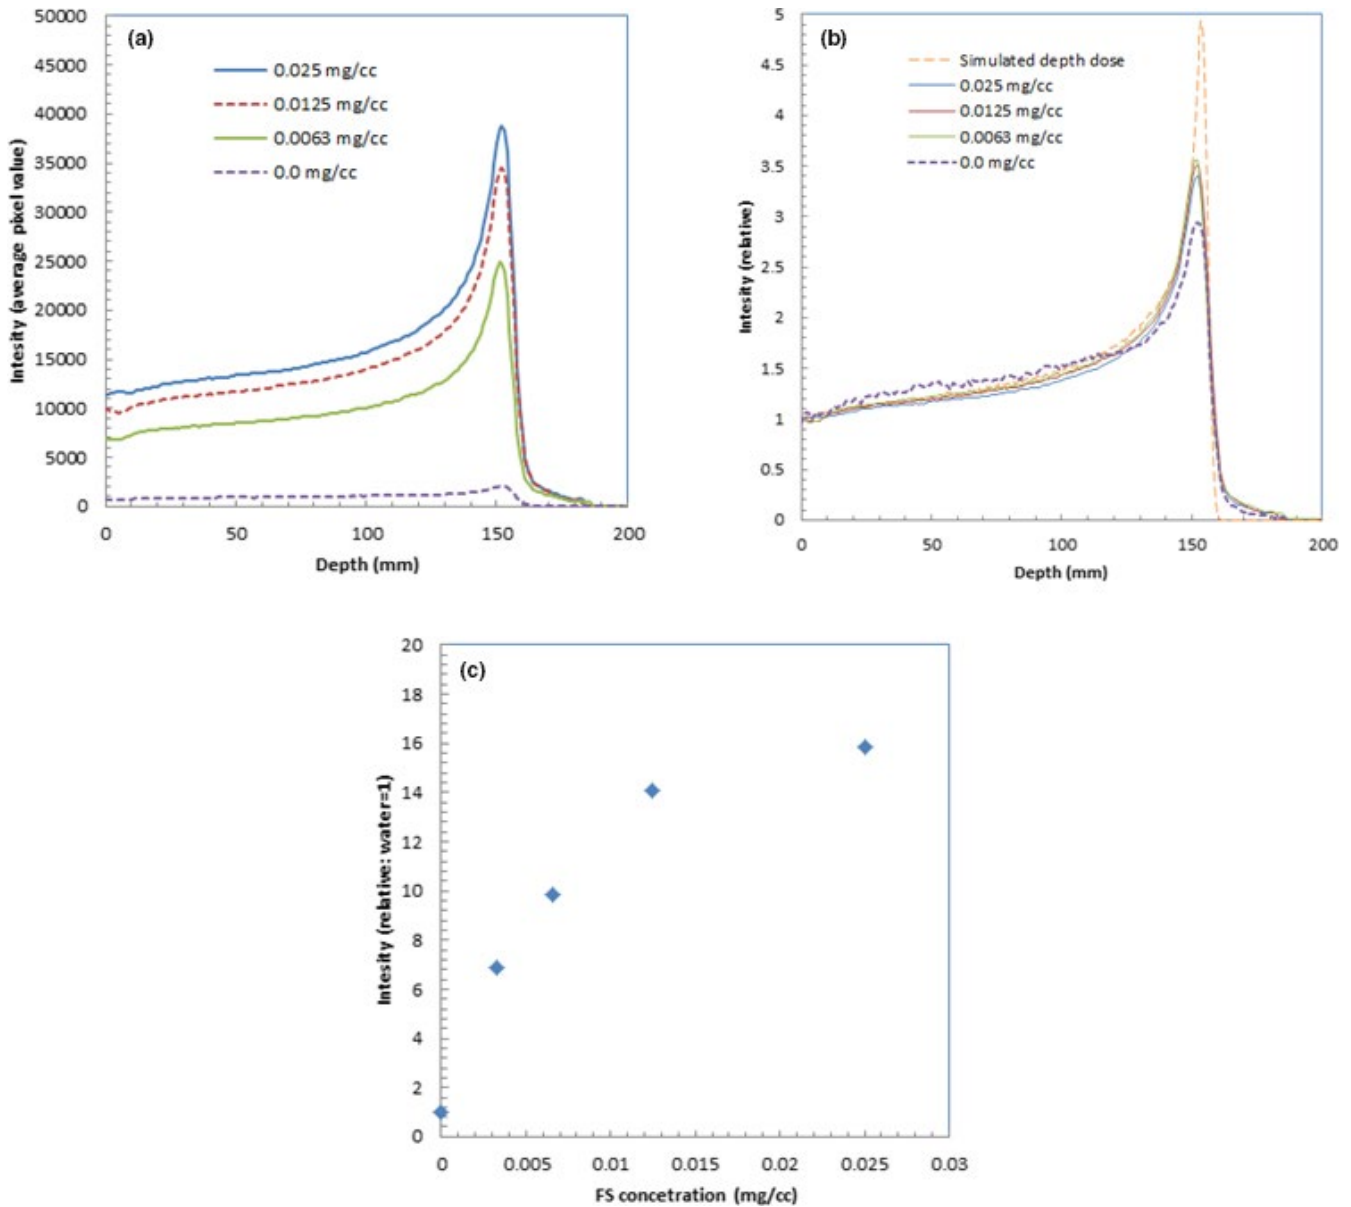 (a)
Intesity (average pixel value)
50000
45000
40000
35000
30000
25000
20000
15000
10000
5000
0
0.025 mg/cc
0.0125 mg/cc
0.0063 mg/cc
0.0 mg/cc
0 50 100 150 200
Depth (mm)
(b)
Intesity (relative)
5
4.5
4
3.5
3
2.5
2
1.5
1
0.5
0
Simulated depth dose
0.025 mg/cc
0.0125 mg/cc
0.0063 mg/cc
0.0 mg/cc
0 50 100 150 200
Depth (mm)
(c)
Intesity (relative: water=1)
20
18
16
14
12
10
8
6
4
2
0
0 0.005 0.01 0.015 0.02 0.025 0.03
FS concetration (mg/cc)